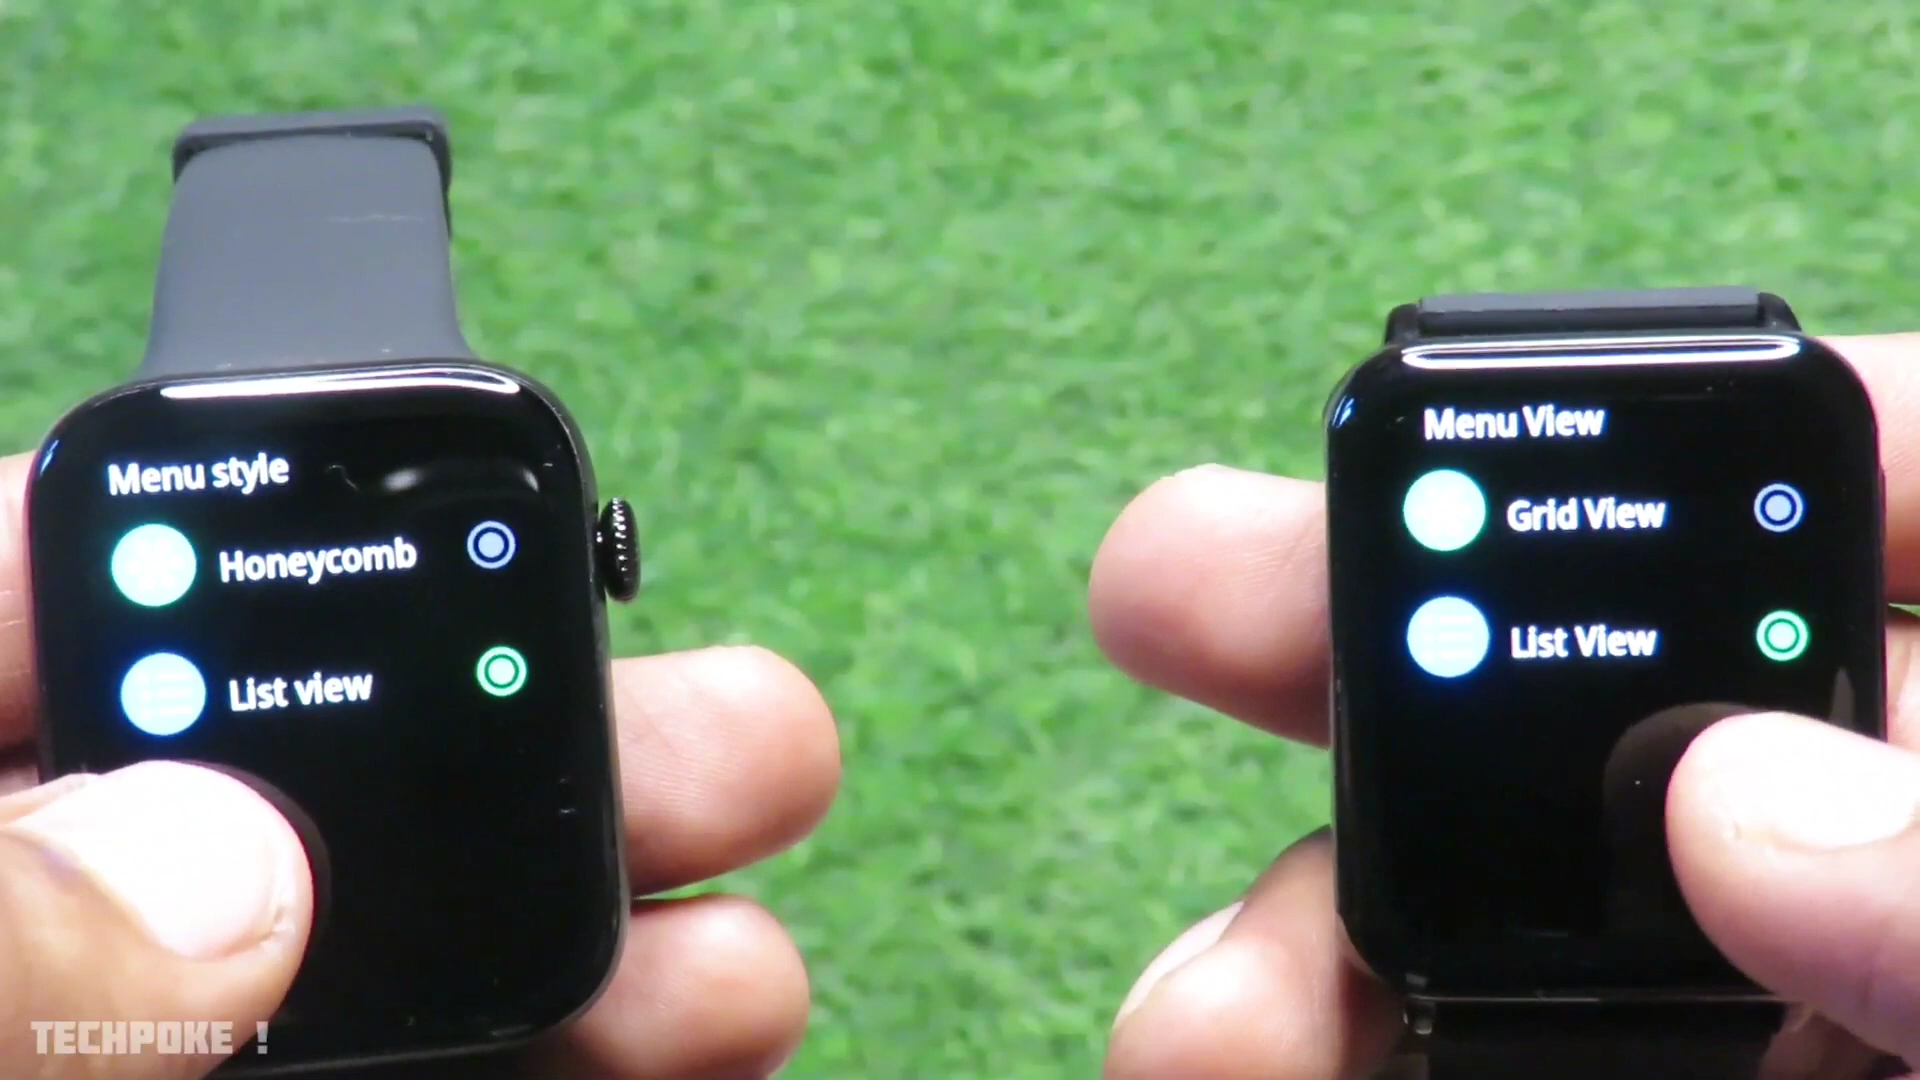 Menu style
Honeycomb
List view
Menu View
Grid View
List View
TECHPOKE !